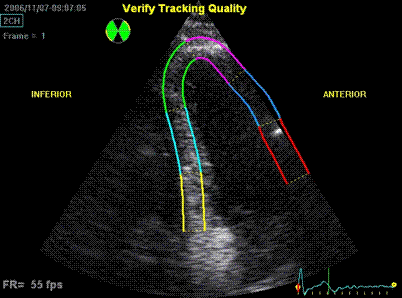 2006/11/07-09:07:05
Verify Tracking Quality
2CH
Frame = 1
INFERIOR
ANTERIOR
FR= 55 fps